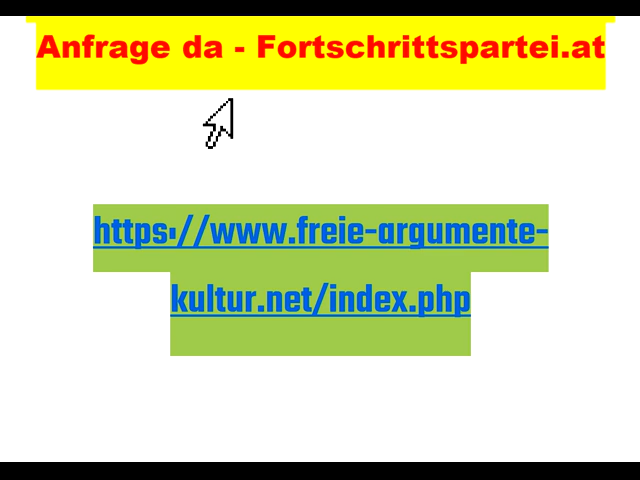 Anfrage da - Fortschrittspartei.at
https://www.freie-argumente-
kultur.net/index.php